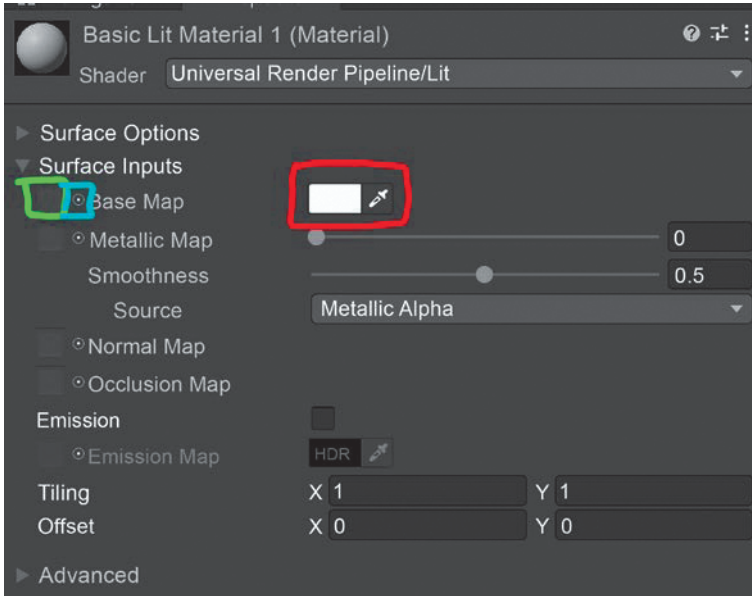 Basic Lit Material 1 (Material)
Shader Universal Render Pipeline/Lit
Surface Options
Surface Inputs
Base Map
Metallic Map 0
Smoothness 0.5
Source Metallic Alpha
Normal Map
Occlusion Map
Emission
Emission Map HDR
Tiling X 1 Y 1
Offset X 0 Y 0
Advanced